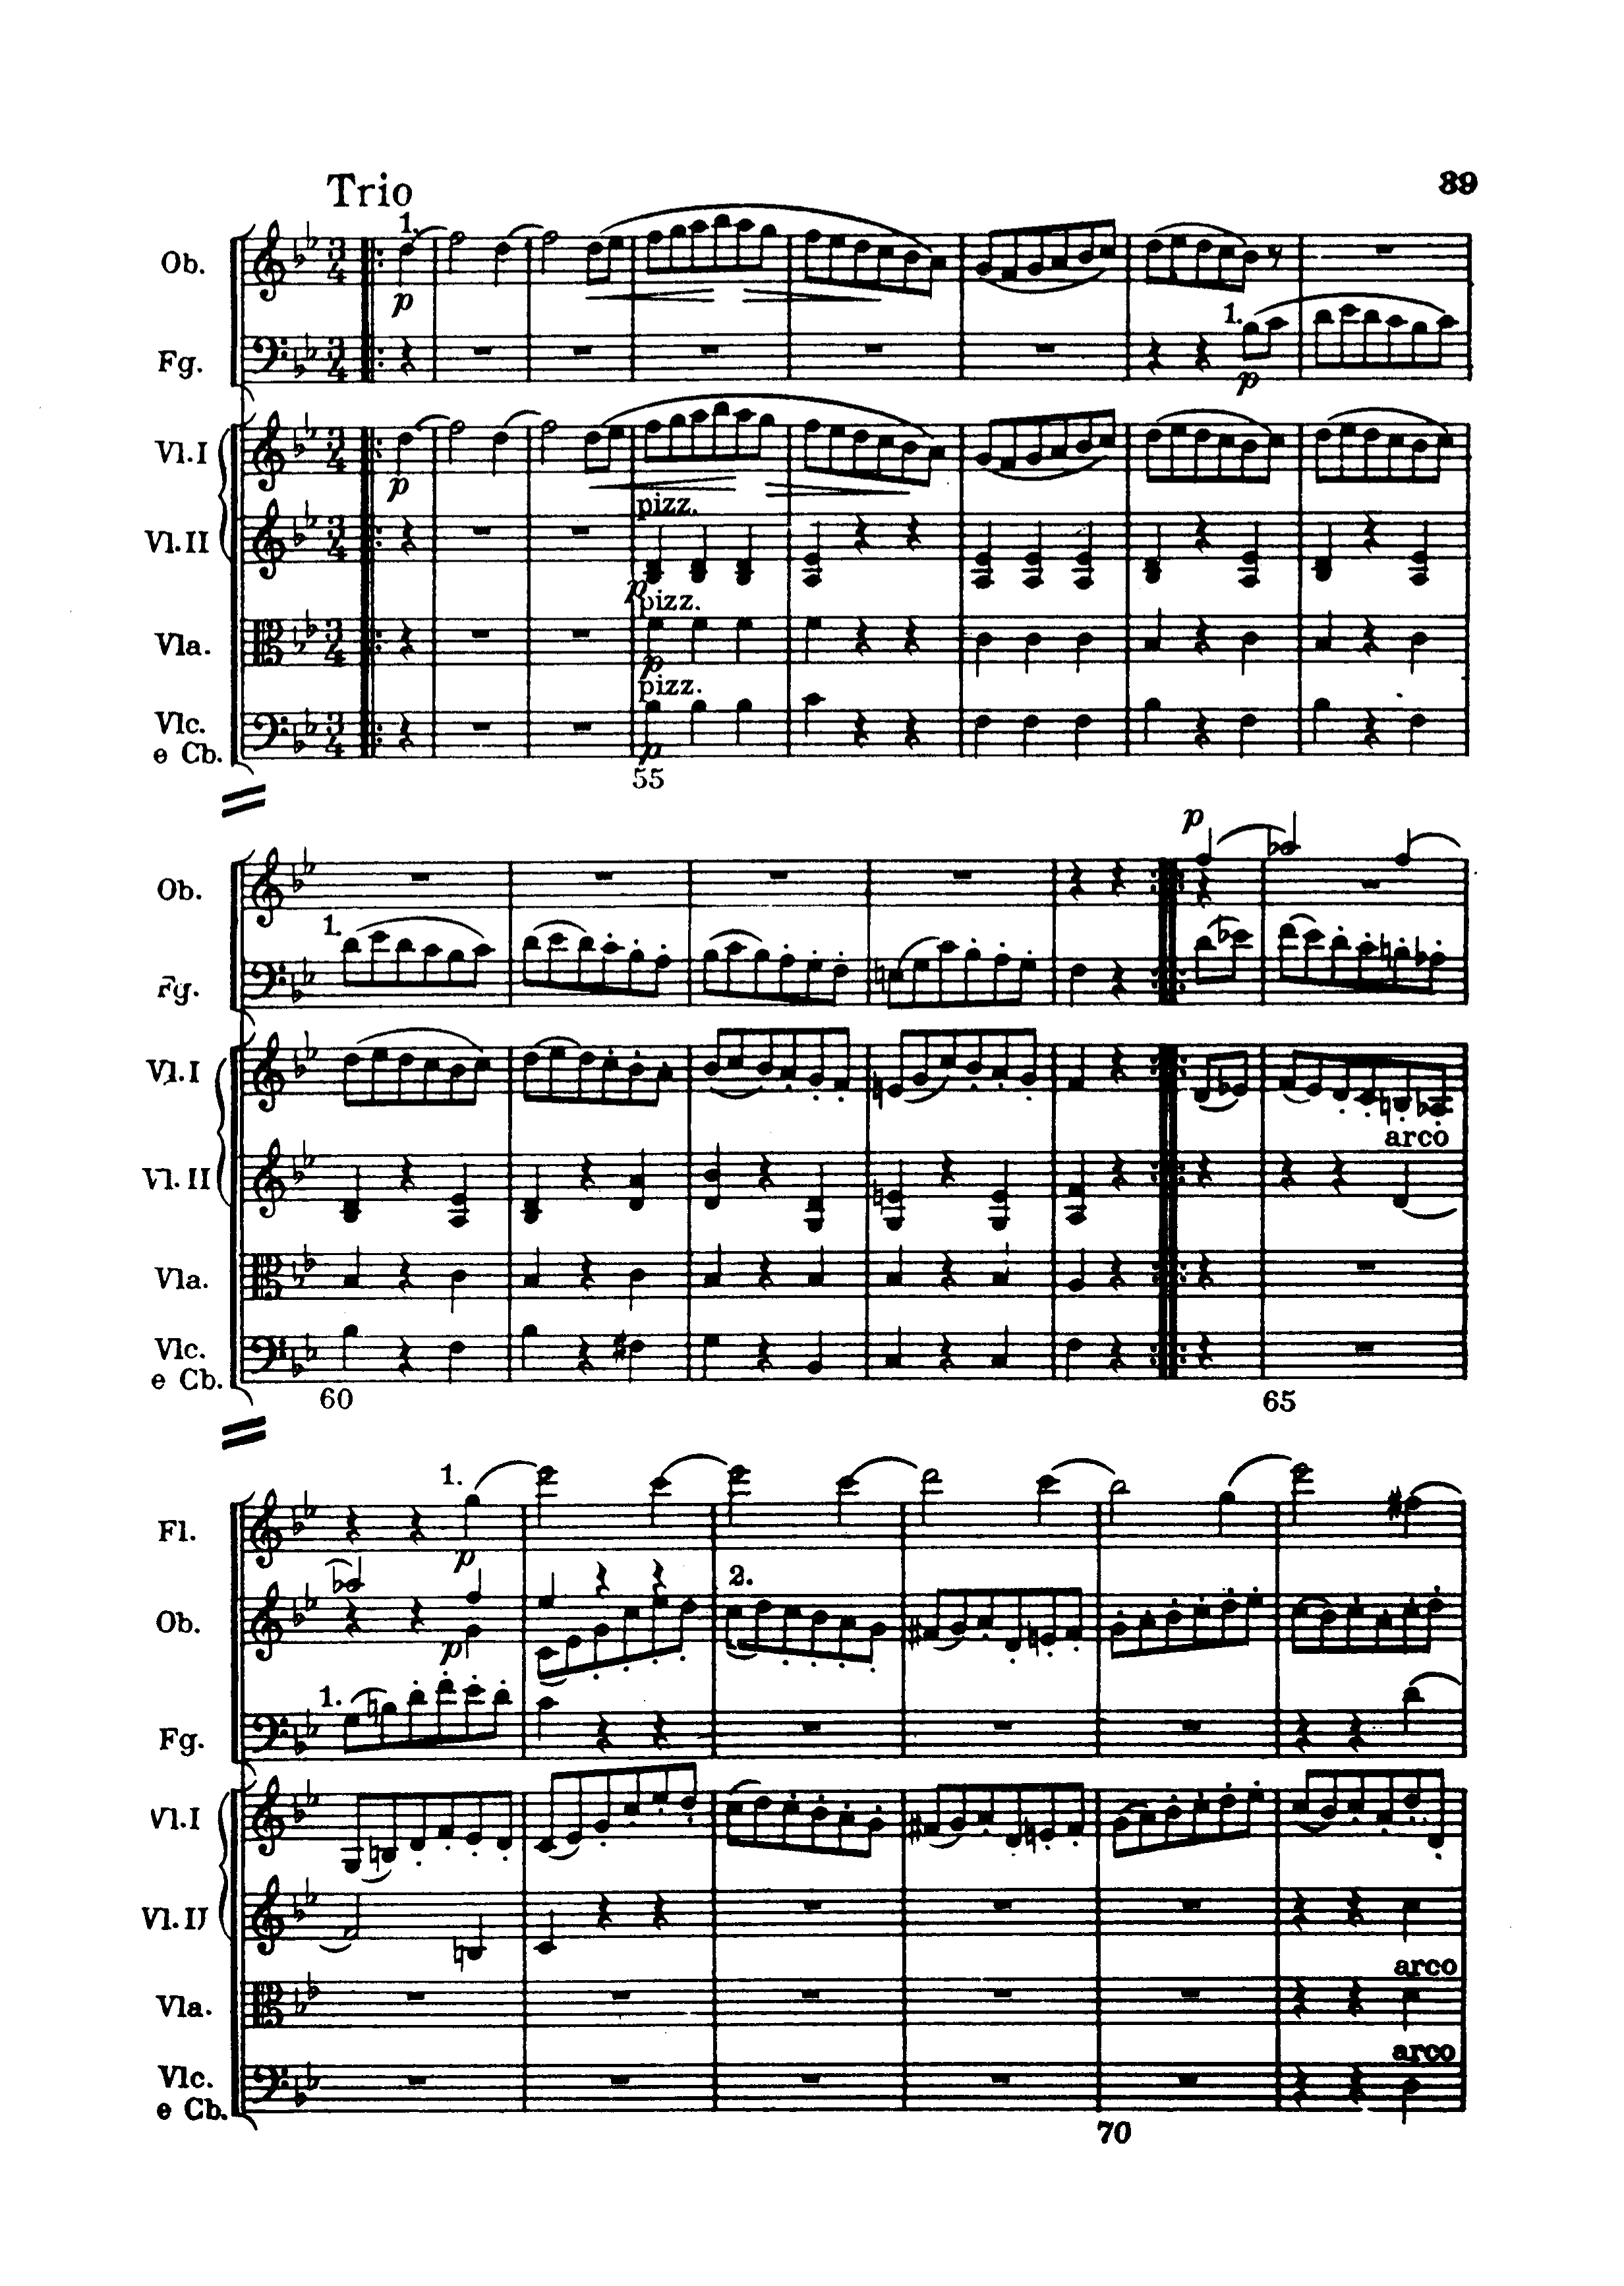 Trio
39
1.
Ob.
p
1.
Fg.
p
Vl. I
p
pizz.
Vl. II
p
pizz.
Vla.
p
pizz.
Vlc.
e Cb.
p
55
p
Ob.
1.
Fg.
Vl. I
arco
Vl. II
Vla.
Vlc.
e Cb.
60
65
1.
Fl.
p
2.
Ob.
p
1.
Fg.
Vl. I
Vl. II
arco
Vla.
arco
Vlc.
e Cb.
70